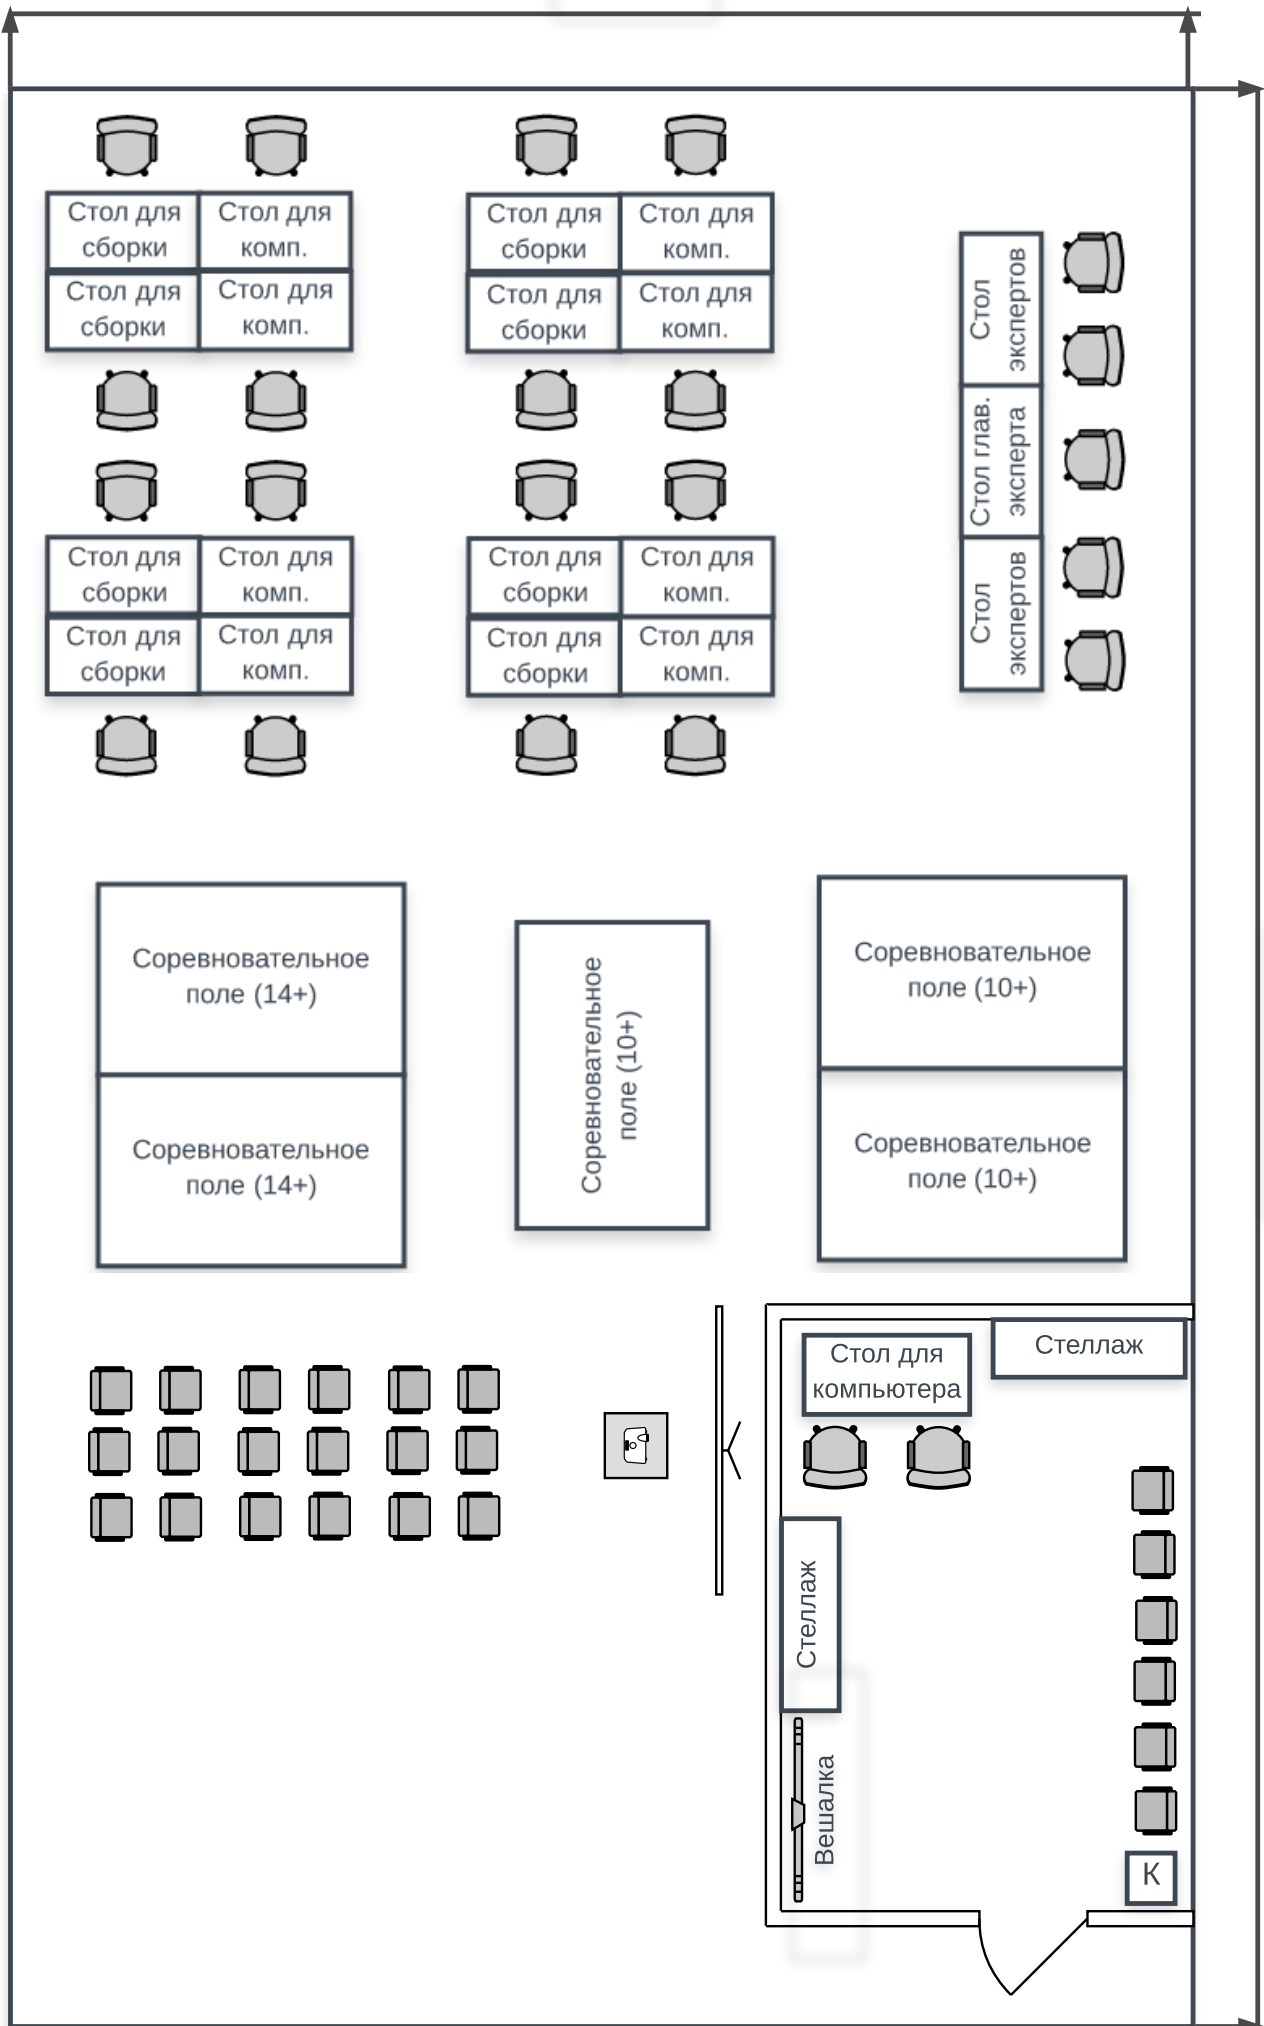 Стол для
сборки
Стол для
комп.
Стол для
сборки
Стол для
комп.
Стол для
сборки
Стол для
комп.
Стол для
сборки
Стол для
комп.
Стол
экспертов
Стол глав.
эксперта
Стол
экспертов
Стол для
сборки
Стол для
комп.
Стол для
сборки
Стол для
комп.
Стол для
сборки
Стол для
комп.
Стол для
сборки
Стол для
комп.
Соревновательное
поле (14+)
Соревновательное
поле (14+)
Соревновательное
поле (10+)
Соревновательное
поле (10+)
Соревновательное
поле (10+)
Стол для
компьютера
Стеллаж
Стеллаж
Вешалка
К